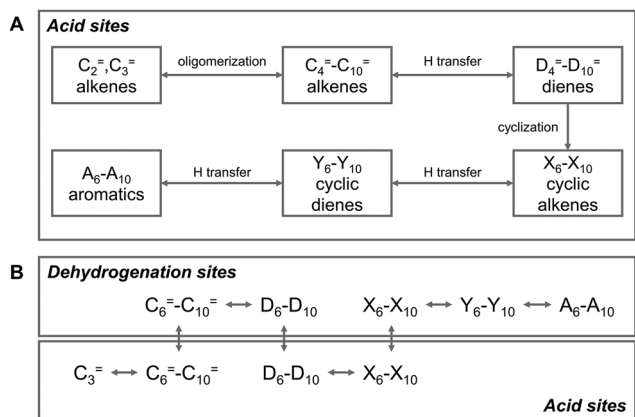 A
Acid sites
C₂⁼,C₃⁼
alkenes
oligomerization
C₄⁼-C₁₀⁼
alkenes
H transfer
D₄⁼-D₁₀⁼
dienes
cyclization
A₆-A₁₀
aromatics
H transfer
Y₆-Y₁₀
cyclic
dienes
H transfer
X₆-X₁₀
cyclic
alkenes
B
Dehydrogenation sites
C₆⁼-C₁₀⁼ D₆-D₁₀ X₆-X₁₀ Y₆-Y₁₀ A₆-A₁₀
C₃⁼ C₆⁼-C₁₀⁼ D₆-D₁₀ X₆-X₁₀
Acid sites